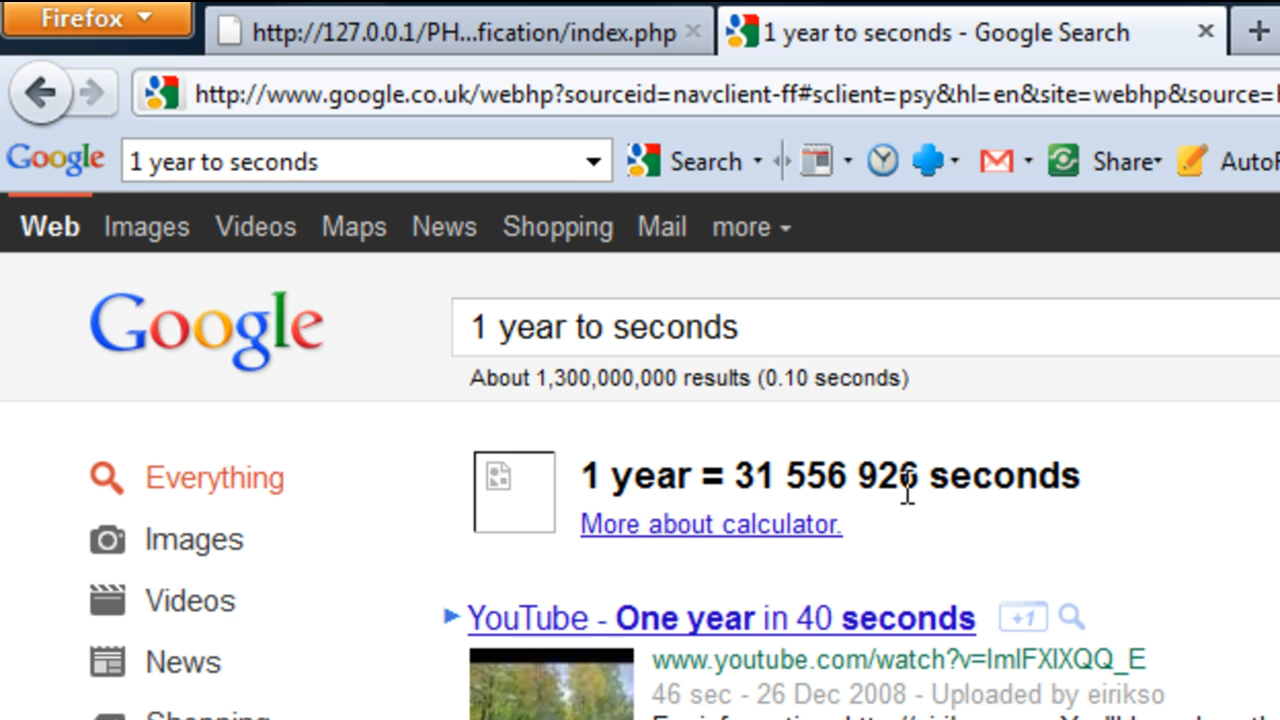 Firefox
http://127.0.0.1/PH...fication/index.php
1 year to seconds - Google Search
http://www.google.co.uk/webhp?sourceid=navclient-ff#sclient=psy&hl=en&site=webhp&source=
Google 1 year to seconds Search Share
Web Images Videos Maps News Shopping Mail more
Google 1 year to seconds
About 1,300,000,000 results (0.10 seconds)
Everything
1 year = 31 556 926 seconds
More about calculator.
Images
Videos
YouTube - One year in 40 seconds +1
News
www.youtube.com/watch?v=ImIFXIXQQ_E
46 sec - 26 Dec 2008 - Uploaded by eirikso
Shopping